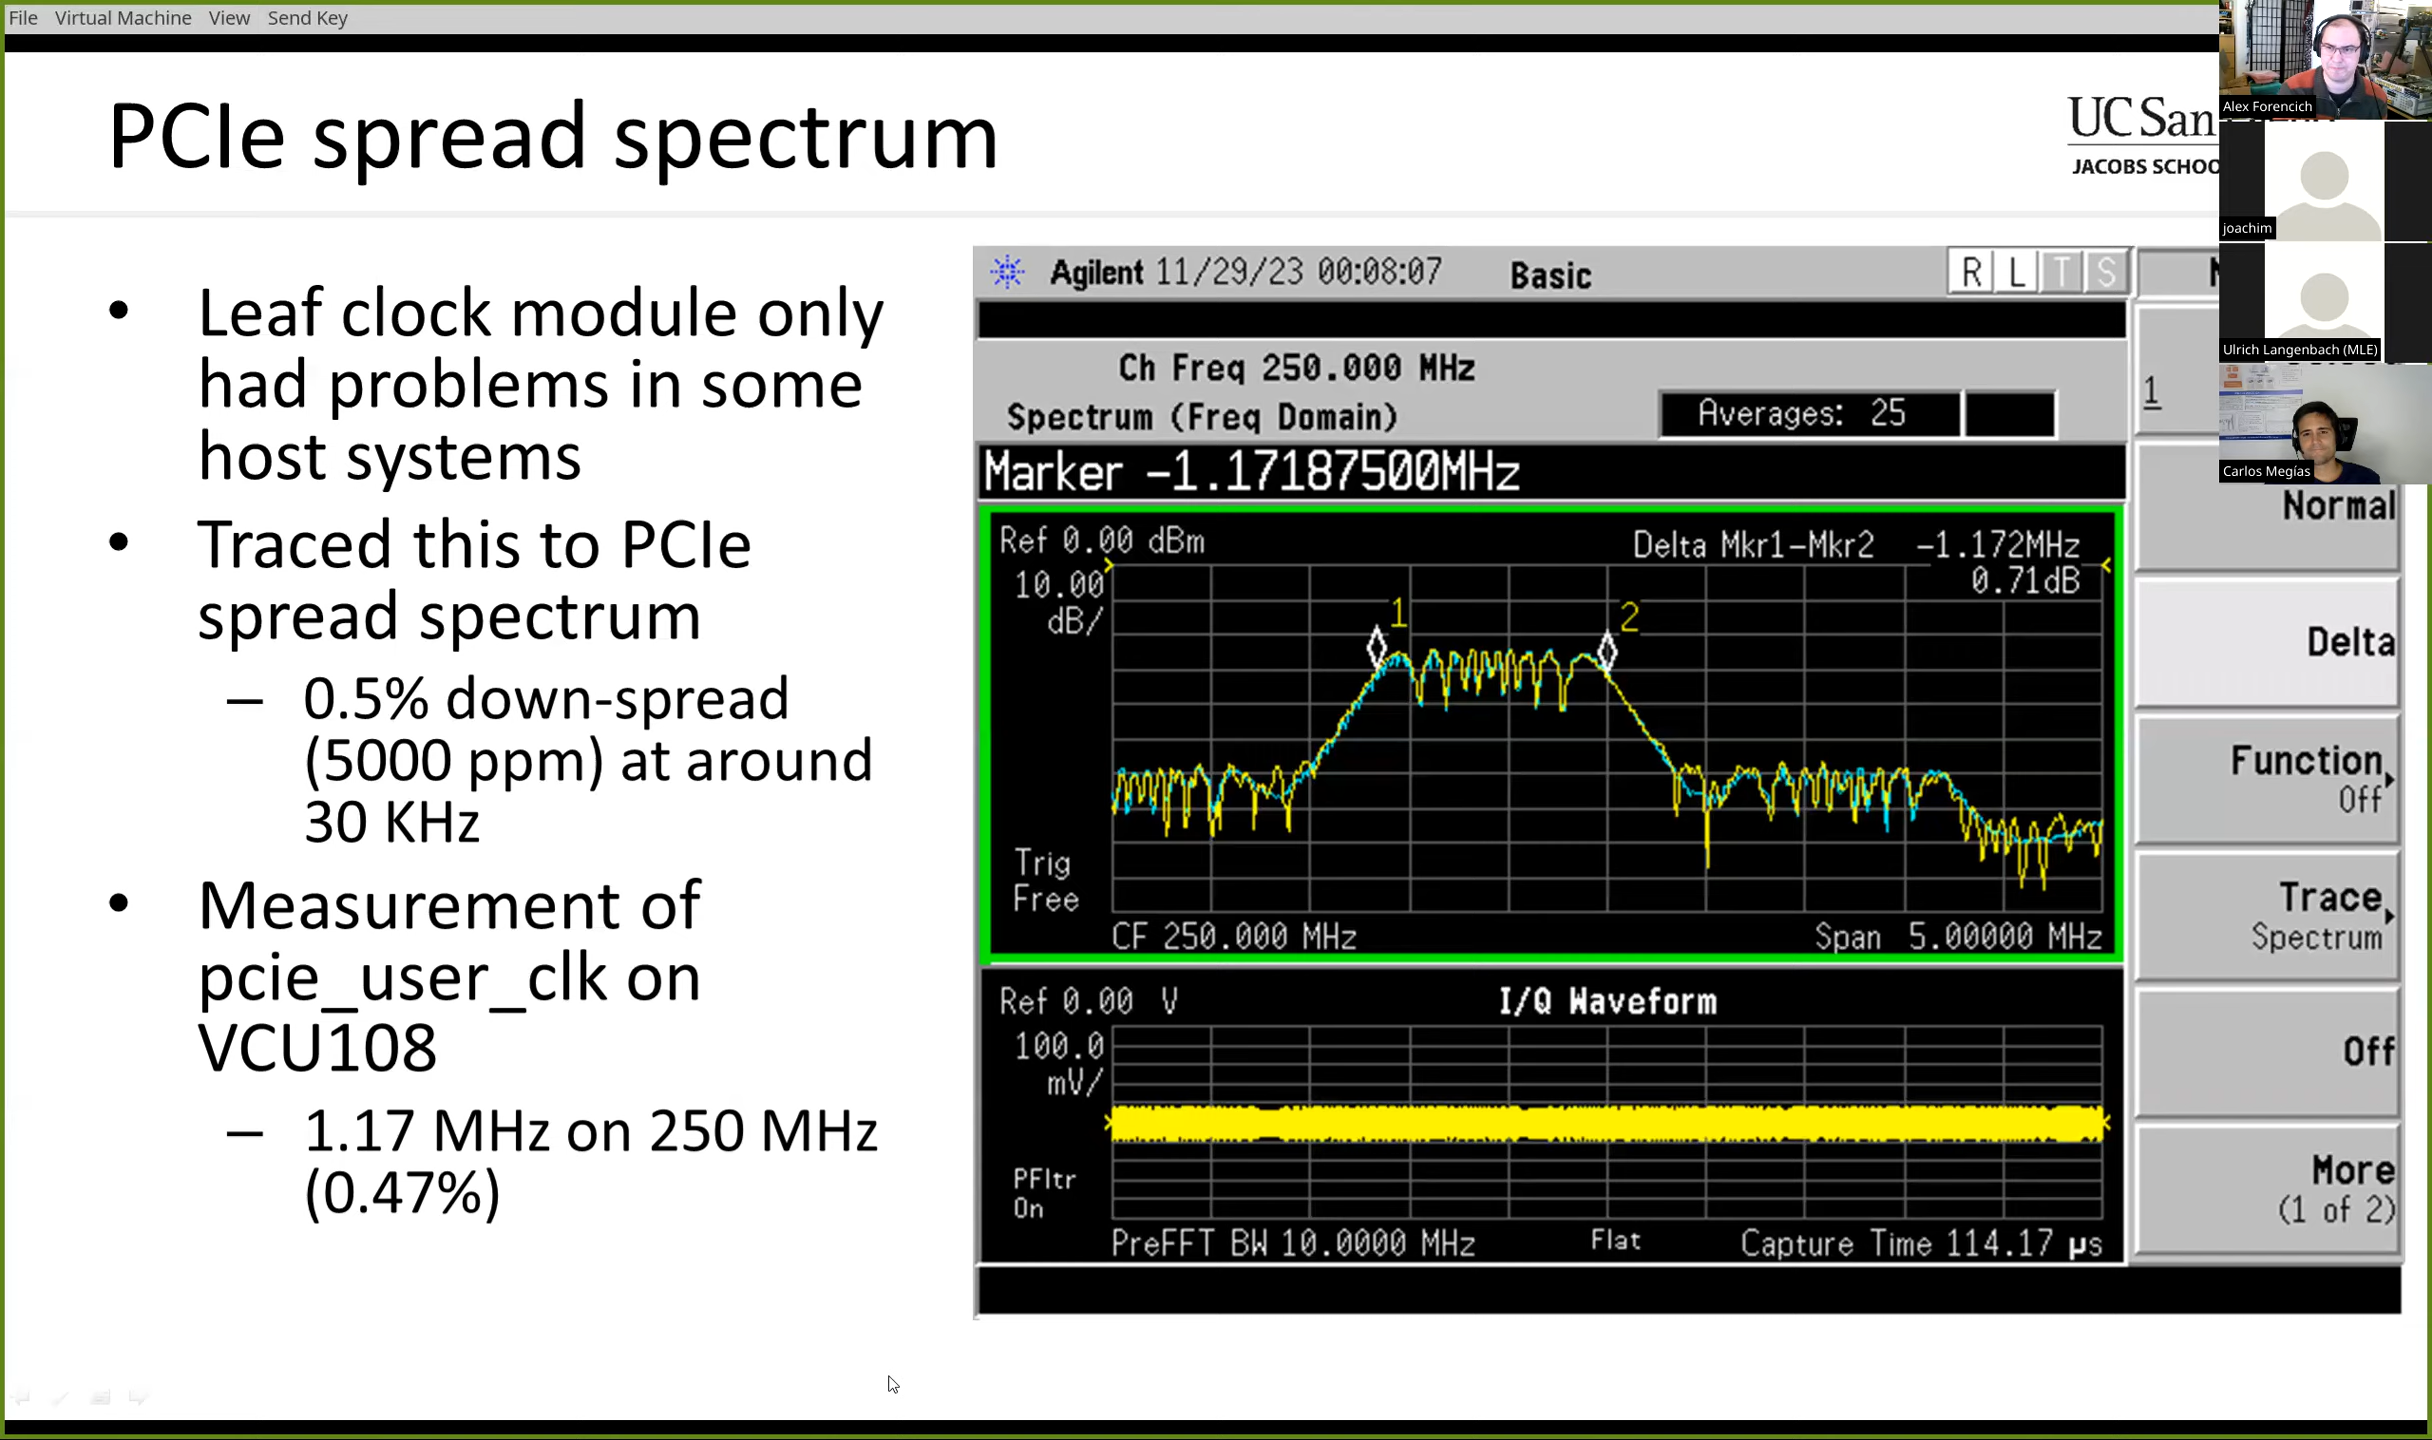 File Virtual Machine View Send Key
PCIe spread spectrum
UC San
JACOBS SCHOO
• Leaf clock module only
had problems in some
host systems
• Traced this to PCIe
spread spectrum
– 0.5% down-spread
(5000 ppm) at around
30 KHz
• Measurement of
pcie_user_clk on
VCU108
– 1.17 MHz on 250 MHz
(0.47%)
Agilent 11/29/23 00:08:07 Basic
R L T S
Ch Freq 250.000 MHz
Spectrum (Freq Domain)
Averages: 25
Marker -1.17187500MHz
Ref 0.00 dBm
Delta Mkr1-Mkr2 -1.172MHz
0.71dB
10.00
dB/
1
2
Trig
Free
CF 250.000 MHz
Span 5.00000 MHz
Ref 0.00 V
I/Q Waveform
100.0
mV/
PFltr
On
PreFFT BW 10.0000 MHz
Flat
Capture Time 114.17 µs
1
Normal
Delta
Function
Off
Trace
Spectrum
Off
More
(1 of 2)
Alex Forencich
joachim
Ulrich Langenbach (MLE)
Carlos Megías